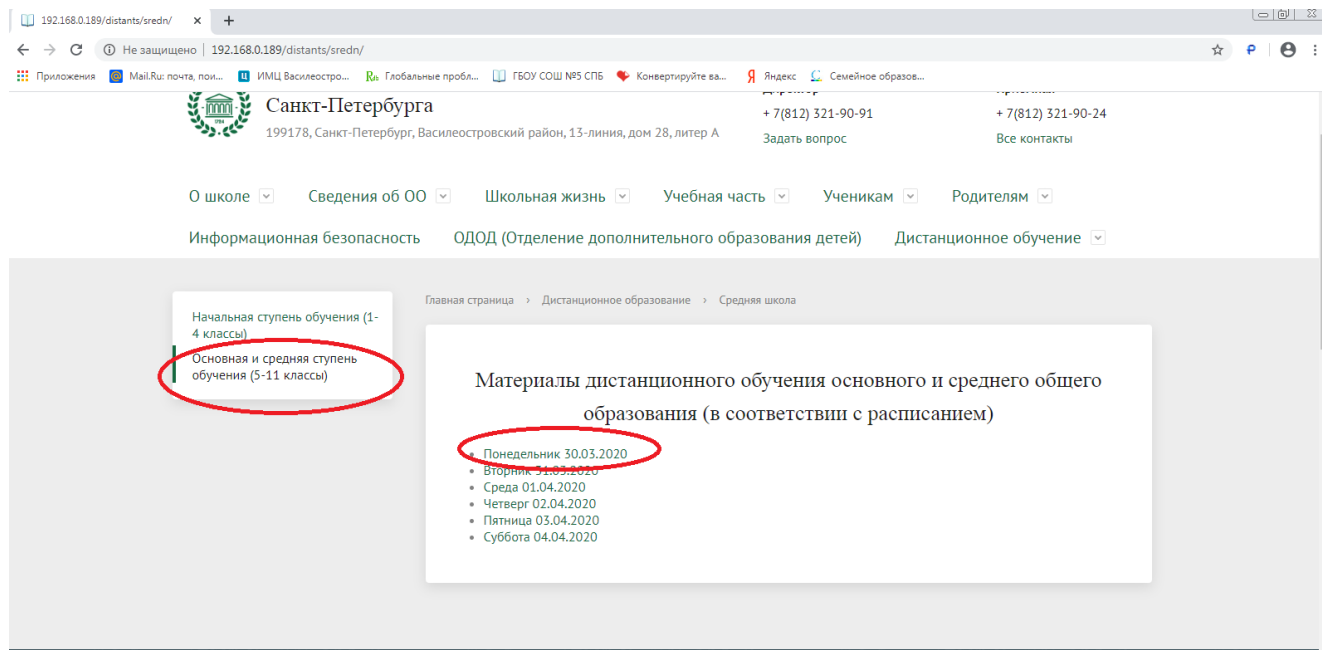 192.168.0.189/distants/sredn/
Не защищено | 192.168.0.189/distants/sredn/
Приложения Mail.Ru: почта, пои... ИМЦ Василеостро... Глобальные пробл... ГБОУ СОШ №5 СПБ Конвертируйте ва... Яндекс Семейное образов...
Санкт-Петербурга
199178, Санкт-Петербург, Василеостровский район, 13-линия, дом 28, литер А
+ 7(812) 321-90-91 + 7(812) 321-90-24
Задать вопрос Все контакты
О школе Сведения об ОО Школьная жизнь Учебная часть Ученикам Родителям
Информационная безопасность ОДОД (Отделение дополнительного образования детей) Дистанционное обучение
Начальная ступень обучения (1-
4 классы)
Основная и средняя ступень
обучения (5-11 классы)
Главная страница › Дистанционное образование › Средняя школа
Материалы дистанционного обучения основного и среднего общего
образования (в соответствии с расписанием)
Понедельник 30.03.2020
Вторник 31.03.2020
Среда 01.04.2020
Четверг 02.04.2020
Пятница 03.04.2020
Суббота 04.04.2020